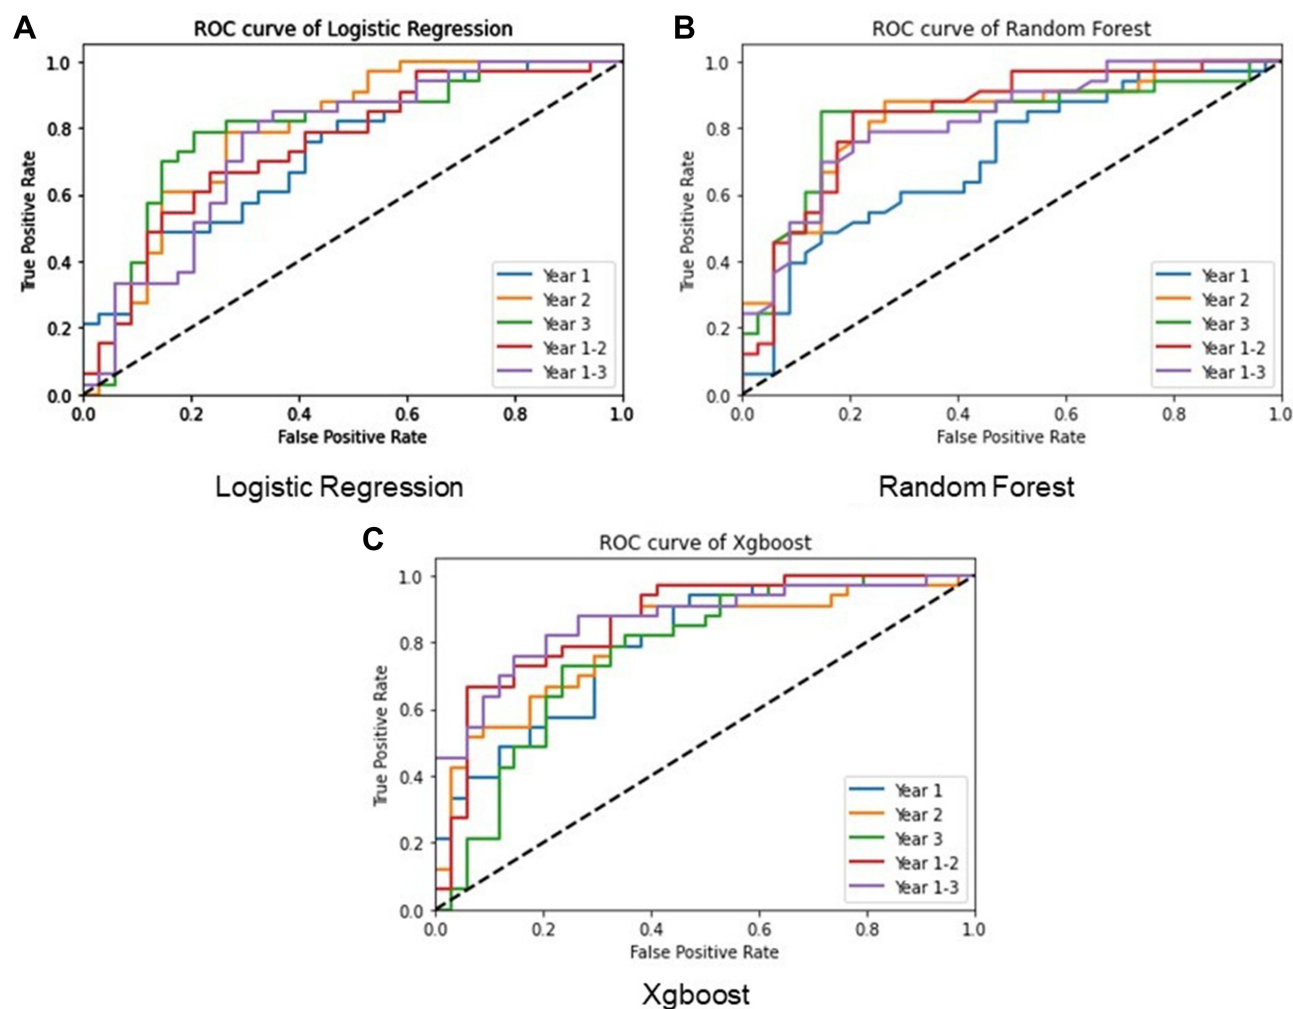 A
ROC curve of Logistic Regression
True Positive Rate
1.0
0.8
0.6
0.4
0.2
0.0
0.0 0.2 0.4 0.6 0.8 1.0
False Positive Rate
Year 1
Year 2
Year 3
Year 1-2
Year 1-3
Logistic Regression
B
ROC curve of Random Forest
True Positive Rate
1.0
0.8
0.6
0.4
0.2
0.0
0.0 0.2 0.4 0.6 0.8 1.0
False Positive Rate
Year 1
Year 2
Year 3
Year 1-2
Year 1-3
Random Forest
C
ROC curve of Xgboost
True Positive Rate
1.0
0.8
0.6
0.4
0.2
0.0
0.0 0.2 0.4 0.6 0.8 1.0
False Positive Rate
Year 1
Year 2
Year 3
Year 1-2
Year 1-3
Xgboost